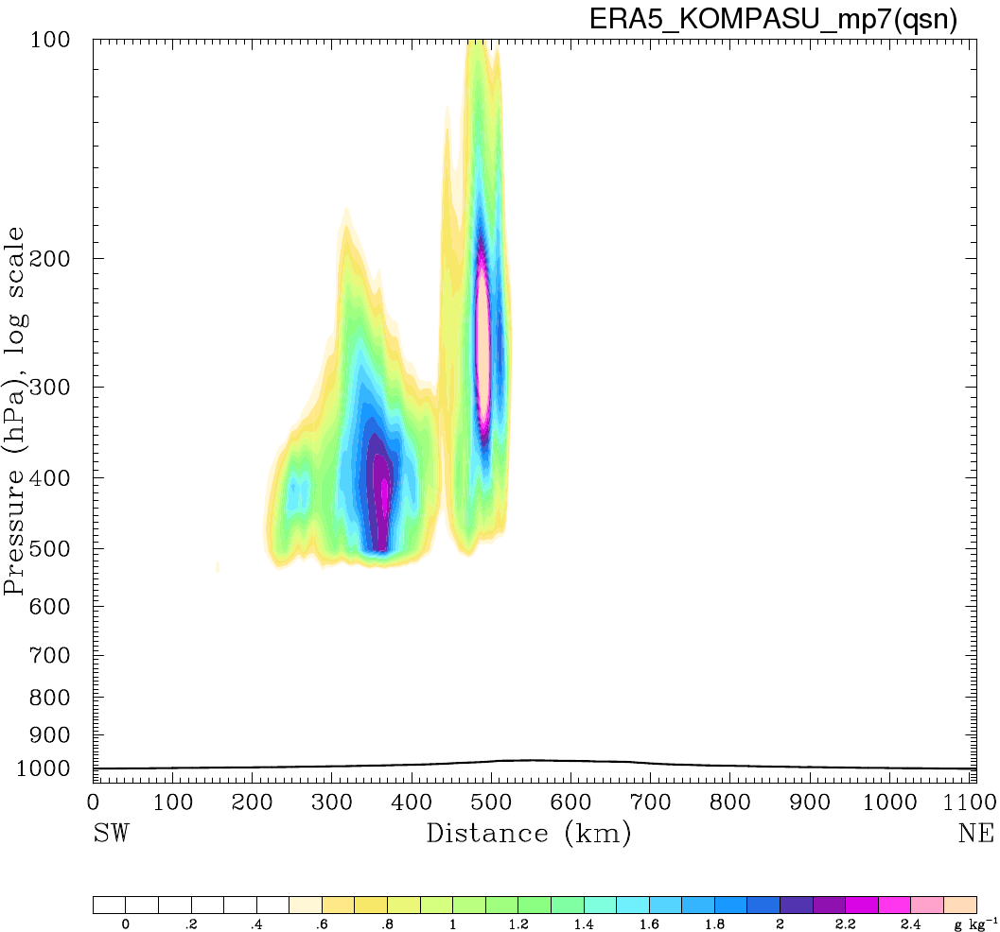 ERA5_KOMPASU_mp7(qsn)
Pressure (hPa), log scale
100
200
300
400
500
600
700
800
900
1000
0 100 200 300 400 500 600 700 800 900 1000 1100
SW Distance (km) NE
0 .2 .4 .6 .8 1 1.2 1.4 1.6 1.8 2 2.2 2.4 g kg⁻¹